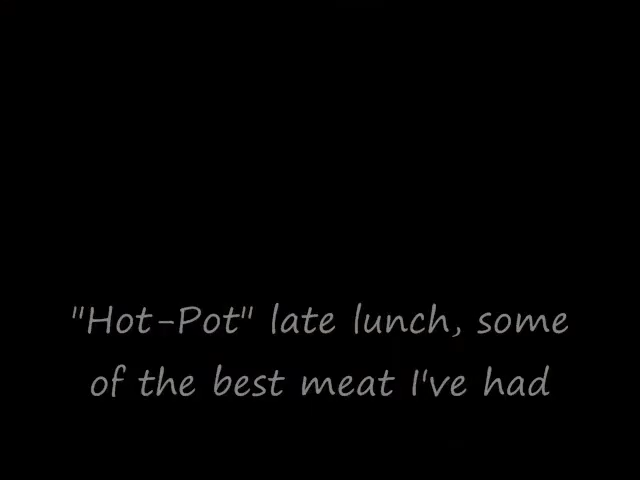 "Hot-Pot" late lunch, some
of the best meat I've had